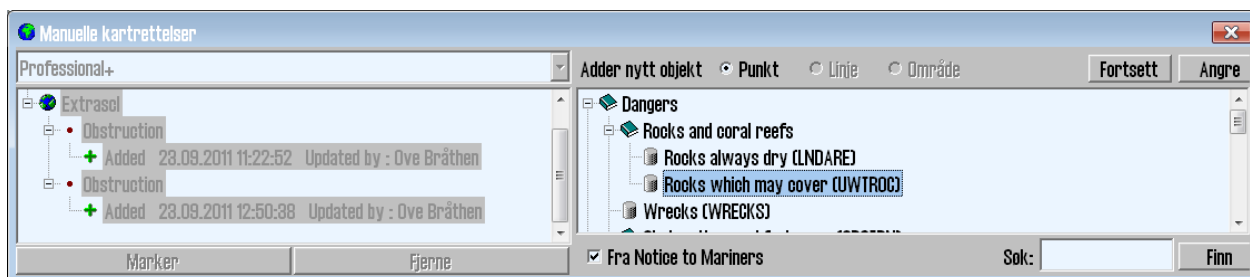 Manuelle kartrettelser
Professional+
Adder nytt objekt Punkt Linje Område Fortsett Angre
Extrascl
Obstruction
Added 23.09.2011 11:22:52 Updated by : Ove Bråthen
Obstruction
Added 23.09.2011 12:50:38 Updated by : Ove Bråthen
Dangers
Rocks and coral reefs
Rocks always dry (LNDARE)
Rocks which may cover (UWTROC)
Wrecks (WRECKS)
Marker Fjerne
Fra Notice to Mariners Søk: Finn